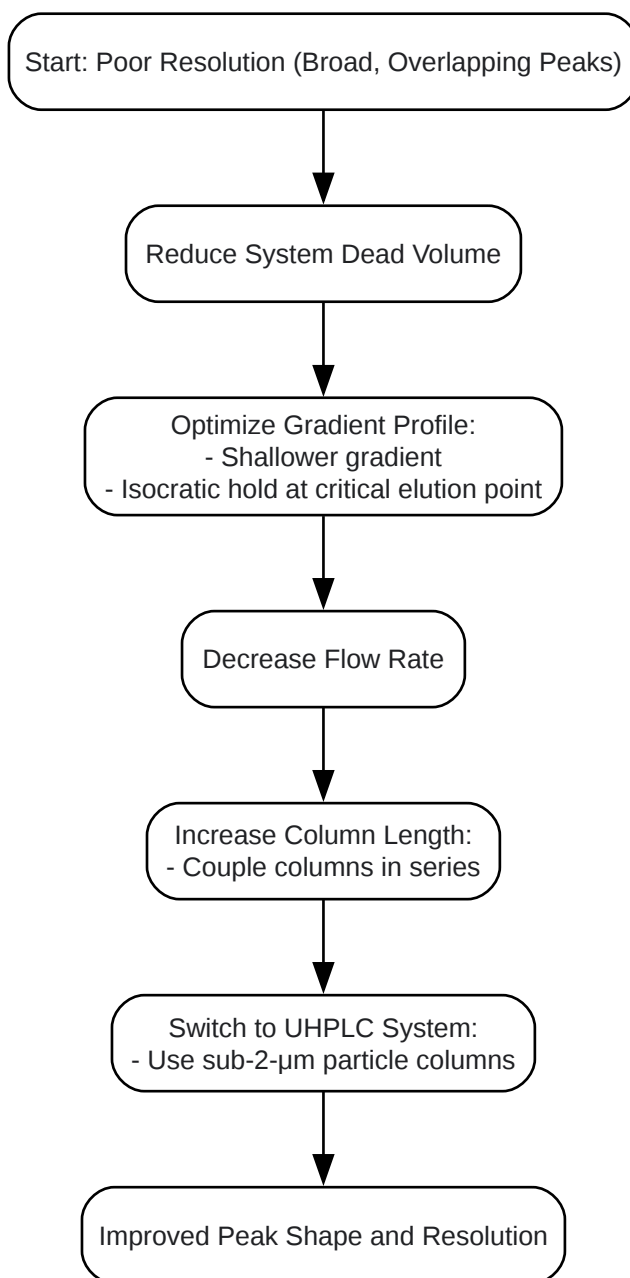 Start: Poor Resolution (Broad, Overlapping Peaks)
Reduce System Dead Volume
Optimize Gradient Profile:
- Shallower gradient
- Isocratic hold at critical elution point
Decrease Flow Rate
Increase Column Length:
- Couple columns in series
Switch to UHPLC System:
- Use sub-2-µm particle columns
Improved Peak Shape and Resolution